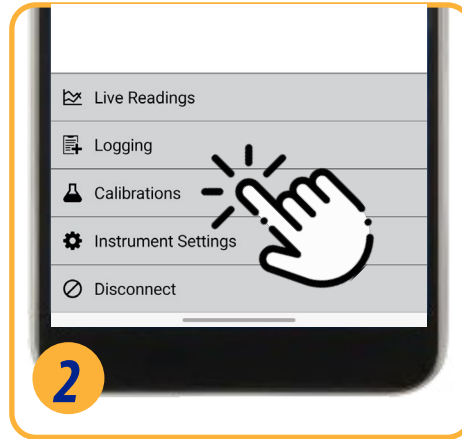 Live Readings
Logging
Calibrations
Instrument Settings
Disconnect
2